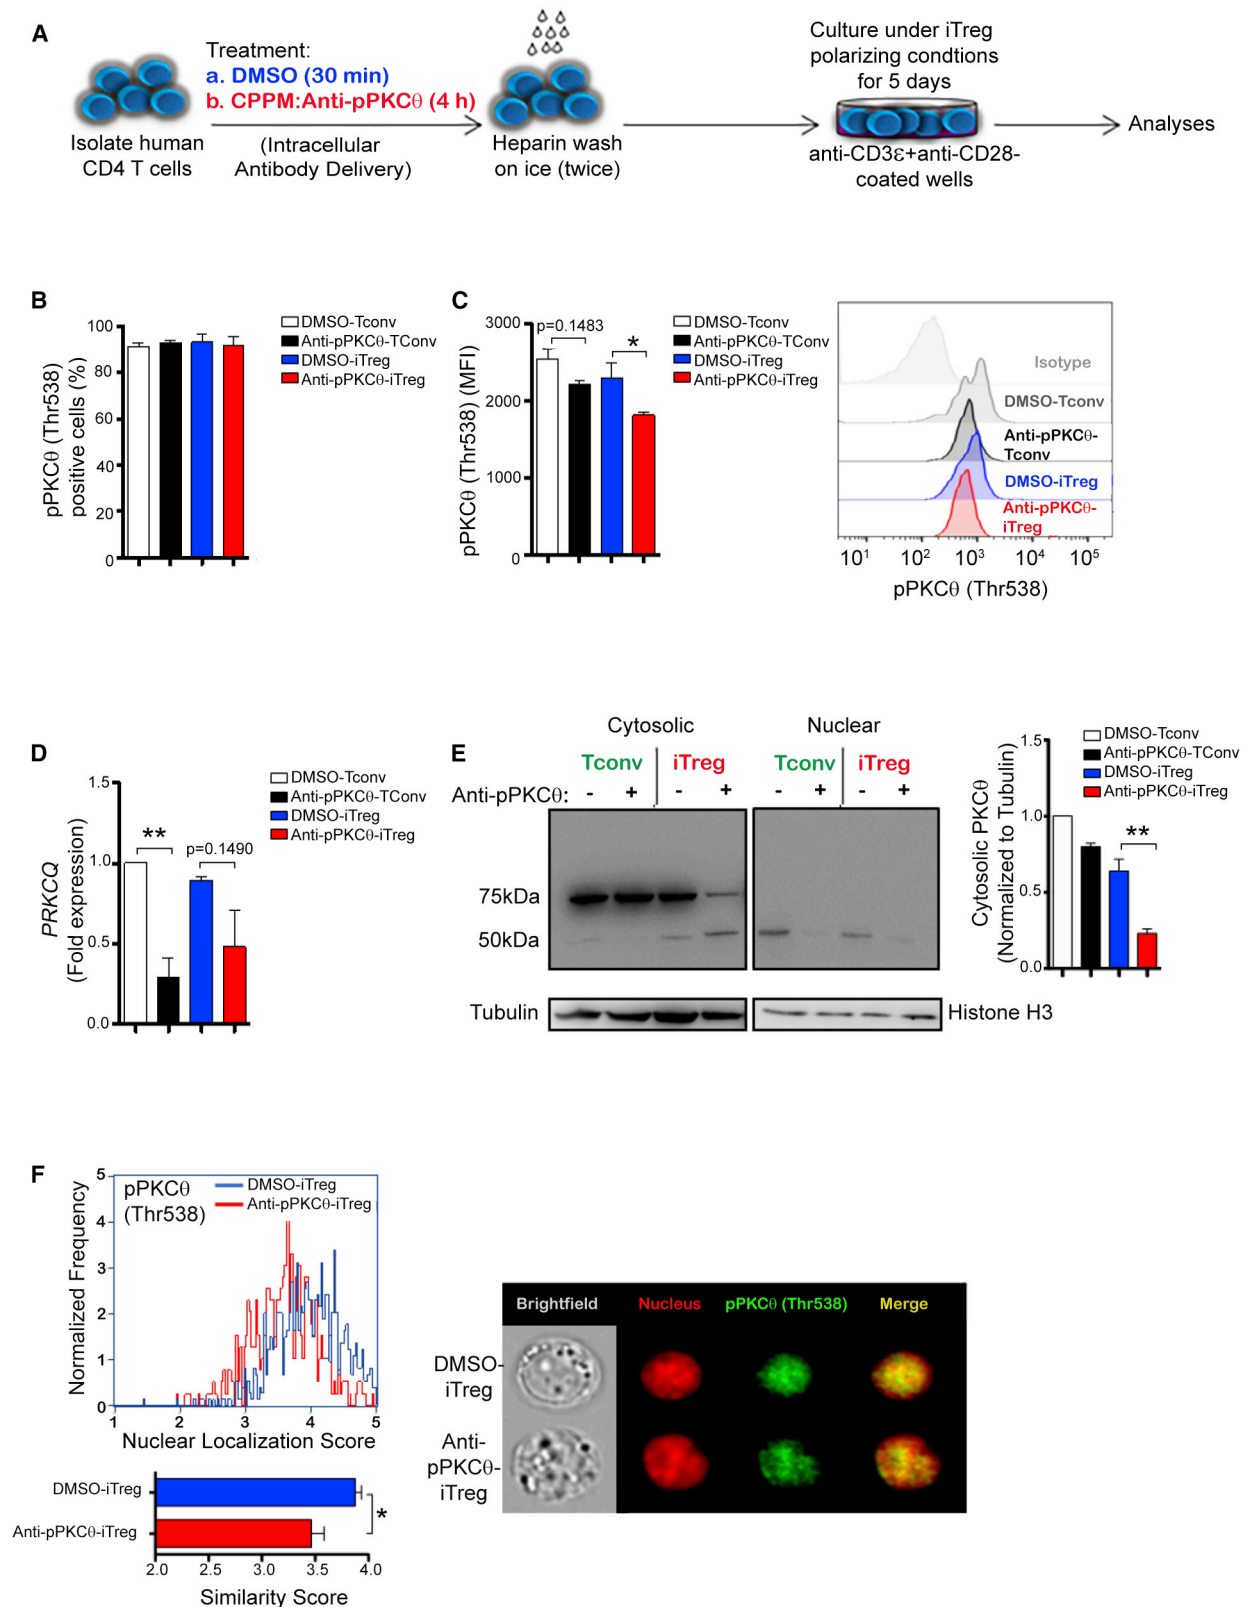 A
Treatment:
a. DMSO (30 min)
b. CPPM:Anti-pPKCθ (4 h)
(Intracellular
Antibody Delivery)
Isolate human
CD4 T cells
Heparin wash
on ice (twice)
Culture under iTreg
polarizing condtions
for 5 days
anti-CD3ε+anti-CD28-
coated wells
Analyses
B
pPKCθ (Thr538)
positive cells (%)
100
80
60
40
20
0
DMSO-Tconv
Anti-pPKCθ-TConv
DMSO-iTreg
Anti-pPKCθ-iTreg
C
pPKCθ (Thr538) (MFI)
3000
2000
1000
0
p=0.1483
*
DMSO-Tconv
Anti-pPKCθ-TConv
DMSO-iTreg
Anti-pPKCθ-iTreg
Isotype
DMSO-Tconv
Anti-pPKCθ-
Tconv
DMSO-iTreg
Anti-pPKCθ-
iTreg
10¹ 10² 10³ 10⁴ 10⁵
pPKCθ (Thr538)
D
PRKCQ
(Fold expression)
1.5
1.0
0.5
0.0
**
p=0.1490
DMSO-Tconv
Anti-pPKCθ-TConv
DMSO-iTreg
Anti-pPKCθ-iTreg
E
Cytosolic Nuclear
Tconv iTreg Tconv iTreg
Anti-pPKCθ: - + - + - + - +
75kDa
50kDa
Tubulin
Histone H3
Cytosolic PKCθ
(Normalized to Tubulin)
1.5
1.0
0.5
0.0
**
DMSO-Tconv
Anti-pPKCθ-TConv
DMSO-iTreg
Anti-pPKCθ-iTreg
F
pPKCθ
(Thr538)
DMSO-iTreg
Anti-pPKCθ-iTreg
Normalized Frequency
5
4
3
2
1
0
1 2 3 4 5
Nuclear Localization Score
DMSO-iTreg
Anti-pPKCθ-iTreg
*
2.0 2.5 3.0 3.5 4.0
Similarity Score
Brightfield Nucleus pPKCθ (Thr538) Merge
DMSO-
iTreg
Anti-
pPKCθ-
iTreg